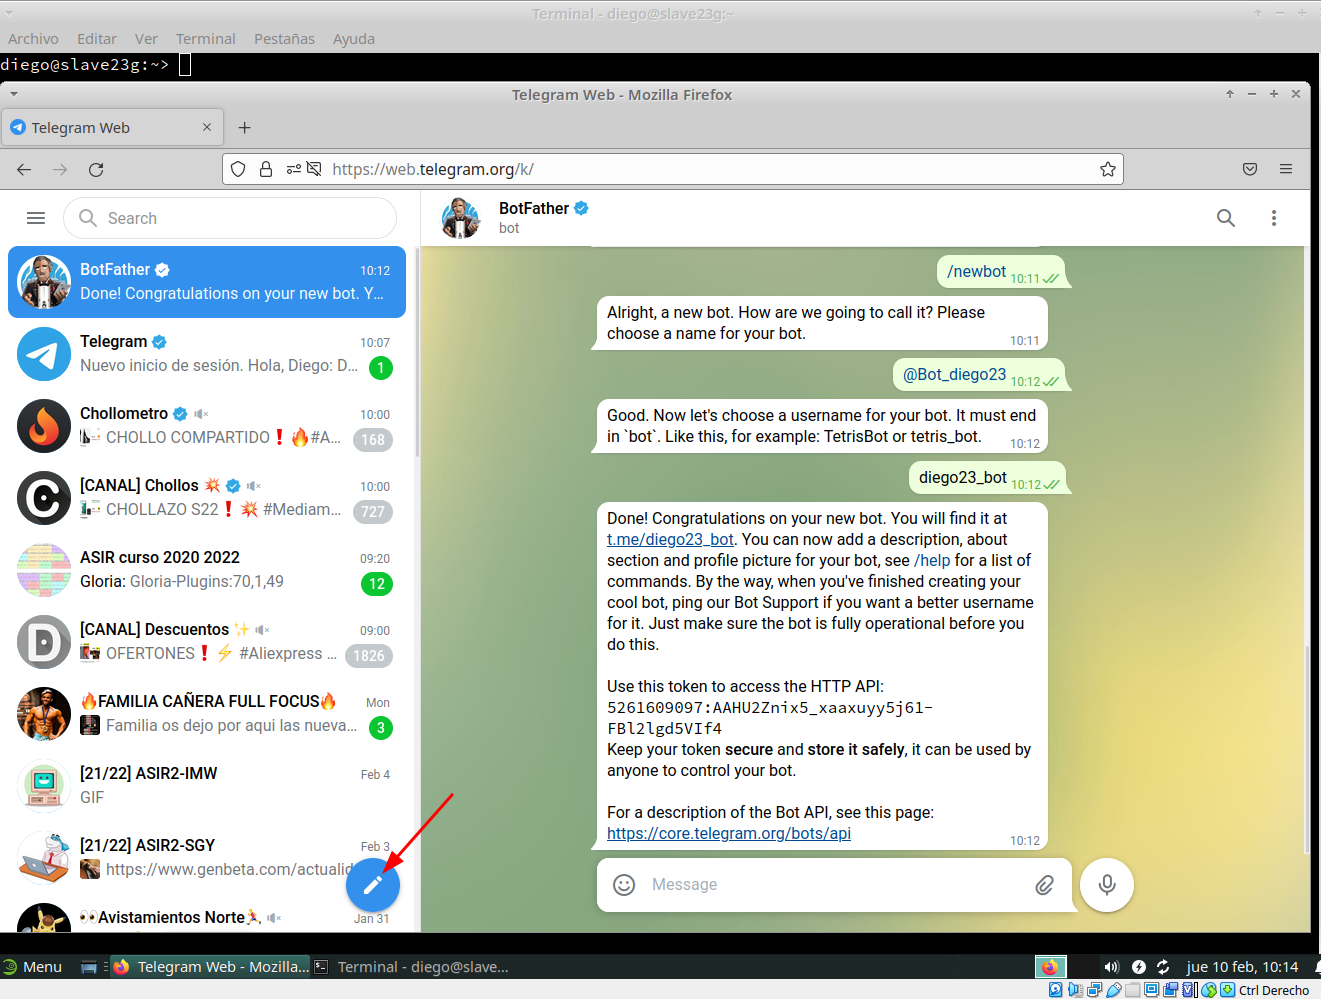 Terminal - diego@slave23g:~
Archivo Editar Ver Terminal Pestañas Ayuda
diego@slave23g:~>
Telegram Web - Mozilla Firefox
Telegram Web
https://web.telegram.org/k/
Search
BotFather
bot
BotFather 10:12
Done! Congratulations on your new bot. Y...
Telegram 10:07
Nuevo inicio de sesión. Hola, Diego: D... 1
Chollometro 10:00
CHOLLO COMPARTIDO❗🔥#A... 168
[CANAL] Chollos 💥 10:00
CHOLLAZO S22❗💥 #Mediam... 727
ASIR curso 2020 2022 09:20
Gloria: Gloria-Plugins:70,1,49 12
[CANAL] Descuentos ✨ 09:00
OFERTONES❗⚡ #Aliexpress ... 1826
🔥FAMILIA CAÑERA FULL FOCUS🔥 Mon
Familia os dejo por aqui las nueva... 3
[21/22] ASIR2-IMW Feb 4
GIF
[21/22] ASIR2-SGY Feb 3
https://www.genbeta.com/actualid
👀Avistamientos Norte🏃 Jan 31
/newbot 10:11
Alright, a new bot. How are we going to call it? Please
choose a name for your bot. 10:11
@Bot_diego23 10:12
Good. Now let's choose a username for your bot. It must end
in `bot`. Like this, for example: TetrisBot or tetris_bot. 10:12
diego23_bot 10:12
Done! Congratulations on your new bot. You will find it at
t.me/diego23_bot. You can now add a description, about
section and profile picture for your bot, see /help for a list of
commands. By the way, when you've finished creating your
cool bot, ping our Bot Support if you want a better username
for it. Just make sure the bot is fully operational before you
do this.
Use this token to access the HTTP API:
5261609097:AAHU2Znix5_xaaxuyy5j61-
FBl2lgd5VIf4
Keep your token secure and store it safely, it can be used by
anyone to control your bot.
For a description of the Bot API, see this page:
https://core.telegram.org/bots/api 10:12
Message
Menu Telegram Web - Mozilla... Terminal - diego@slave... jue 10 feb, 10:14
Ctrl Derecho